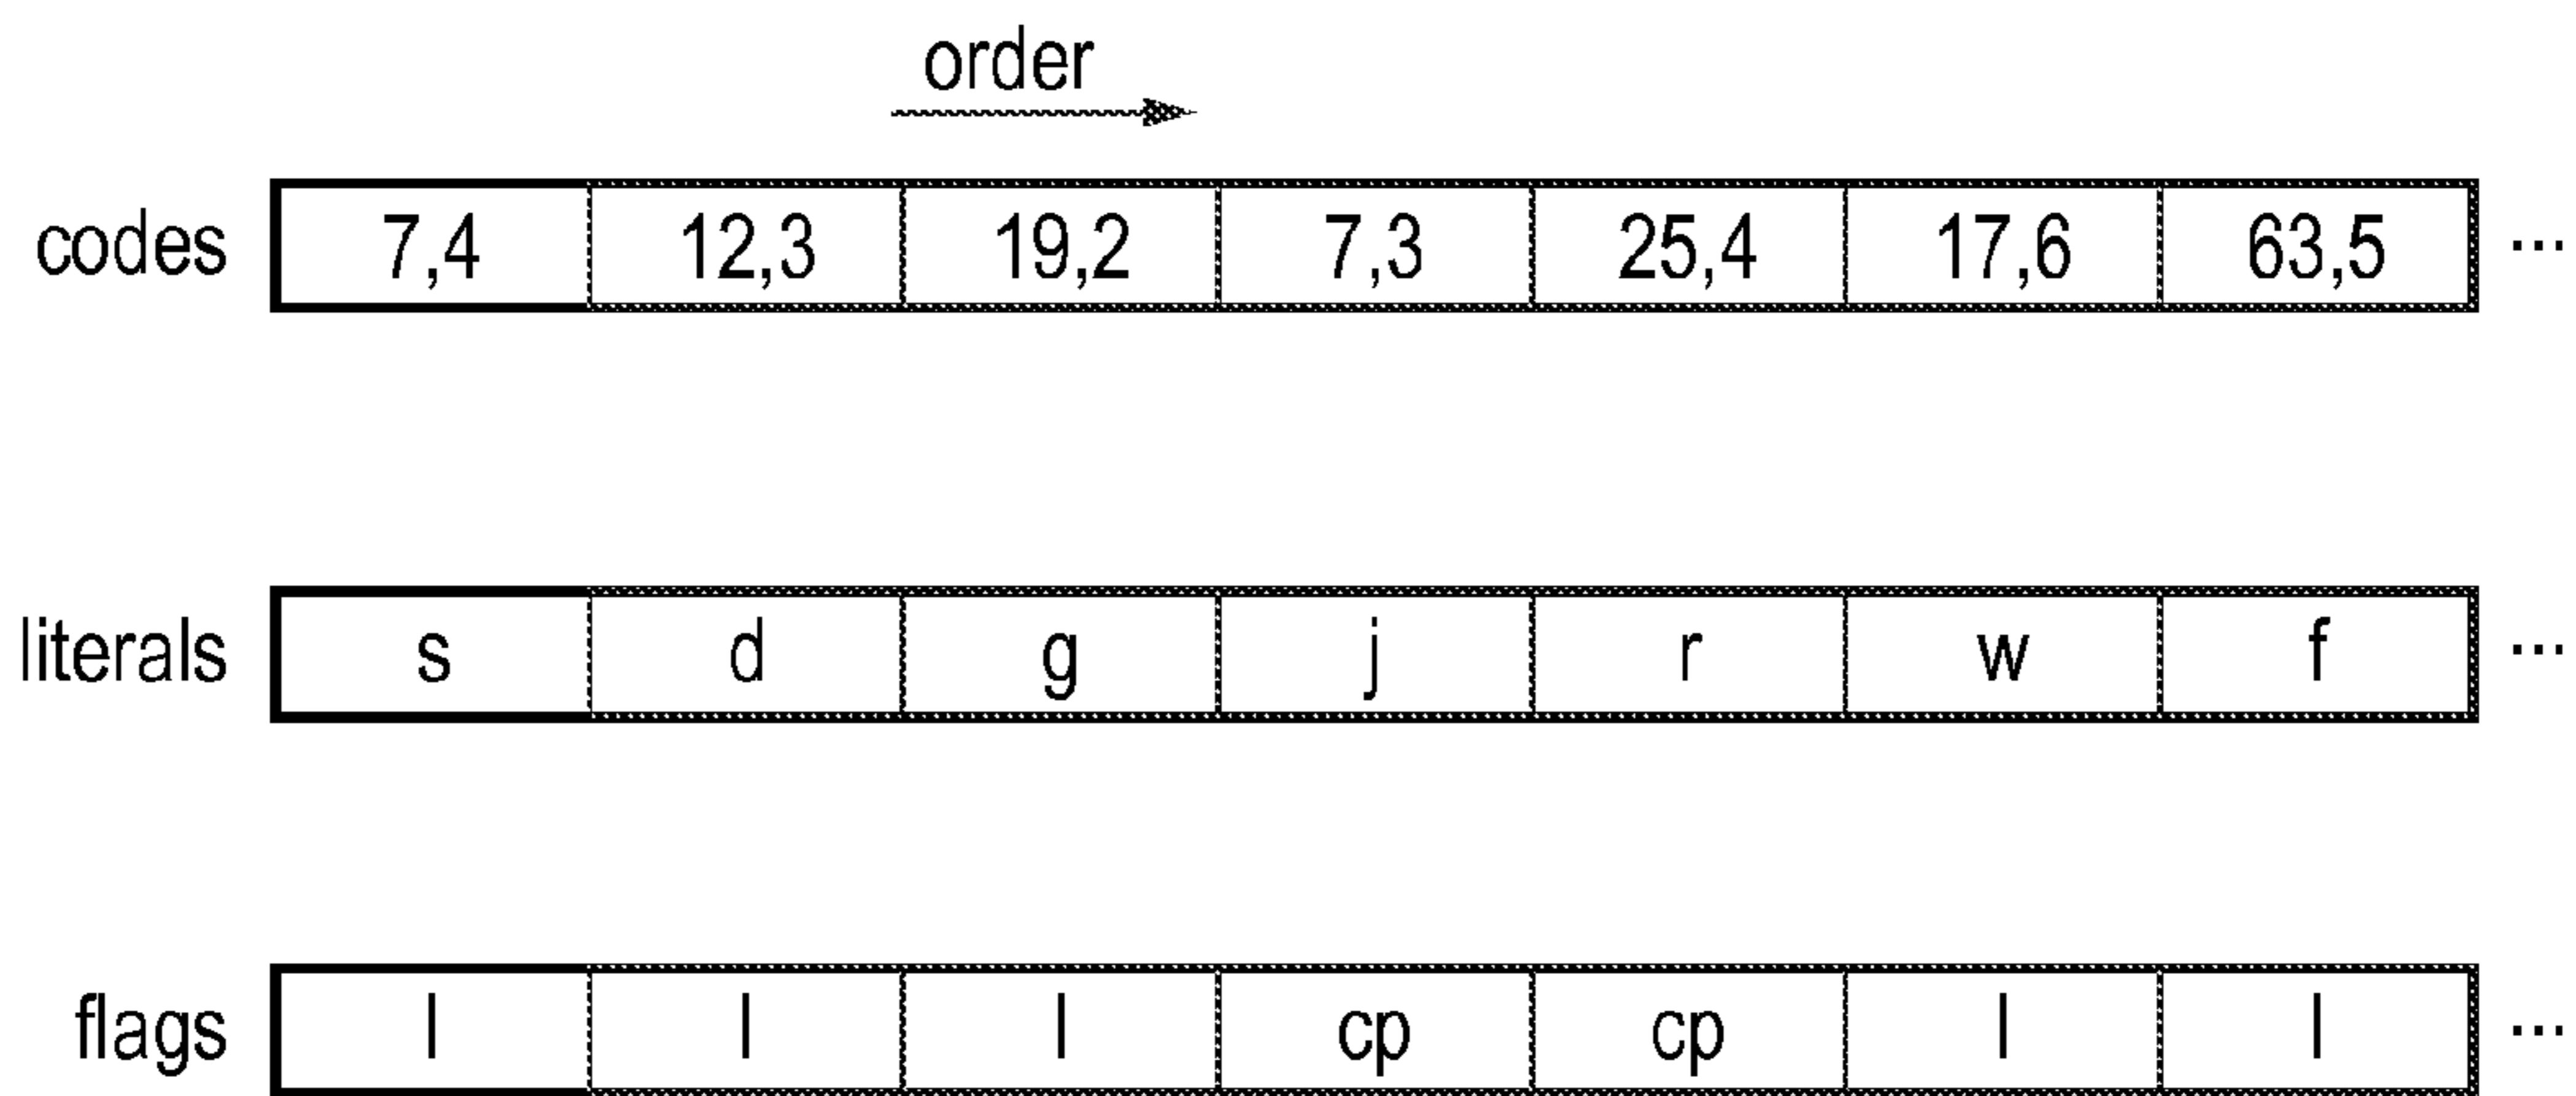 order
codes 7,4 12,3 19,2 7,3 25,4 17,6 63,5 ...
literals s d g j r w f ...
flags l l l cp cp l l ...